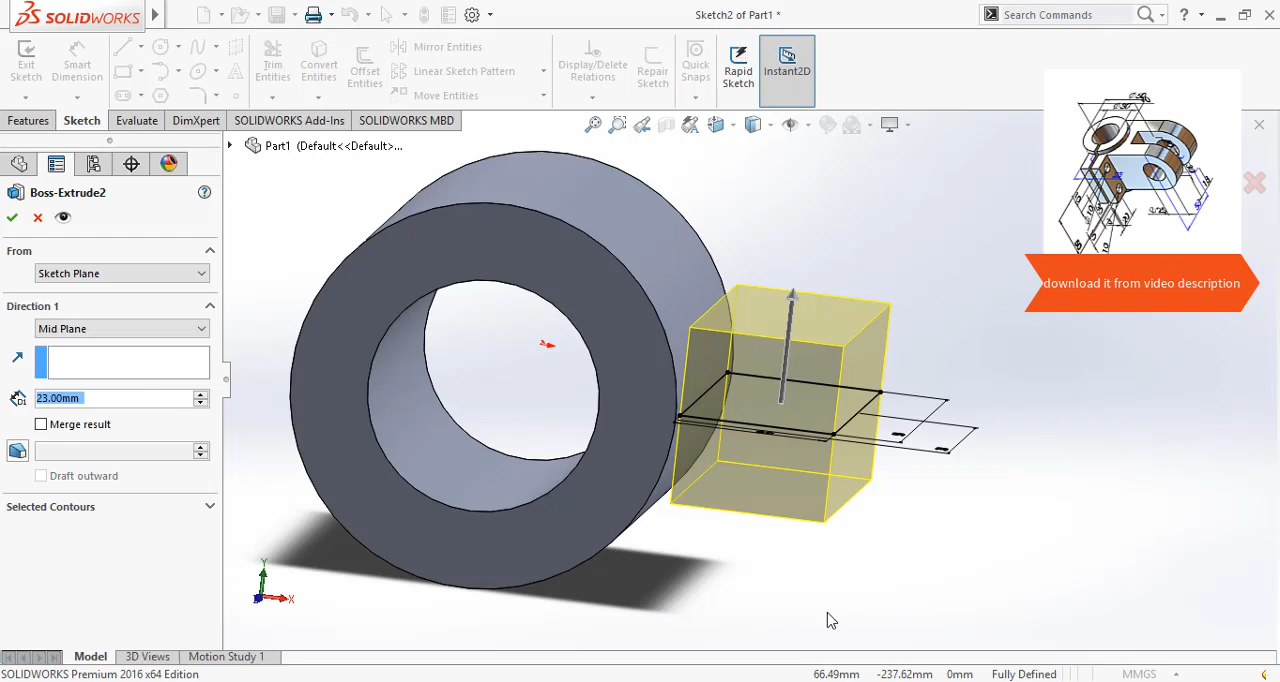 SOLIDWORKS
Sketch2 of Part1 *
Search Commands
Exit Sketch
Smart Dimension
Trim Entities
Convert Entities
Offset Entities
Mirror Entities
Linear Sketch Pattern
Move Entities
Display/Delete Relations
Repair Sketch
Quick Snaps
Rapid Sketch
Instant2D
Features
Sketch
Evaluate
DimXpert
SOLIDWORKS Add-Ins
SOLIDWORKS MBD
Part1 (Default<<Default>...
Boss-Extrude2
From
Sketch Plane
Direction 1
Mid Plane
D1
23.00mm
Merge result
Draft outward
Selected Contours
download it from video description
Y
X
Model
3D Views
Motion Study 1
SOLIDWORKS Premium 2016 x64 Edition
66.49mm
-237.62mm
0mm
Fully Defined
MMGS